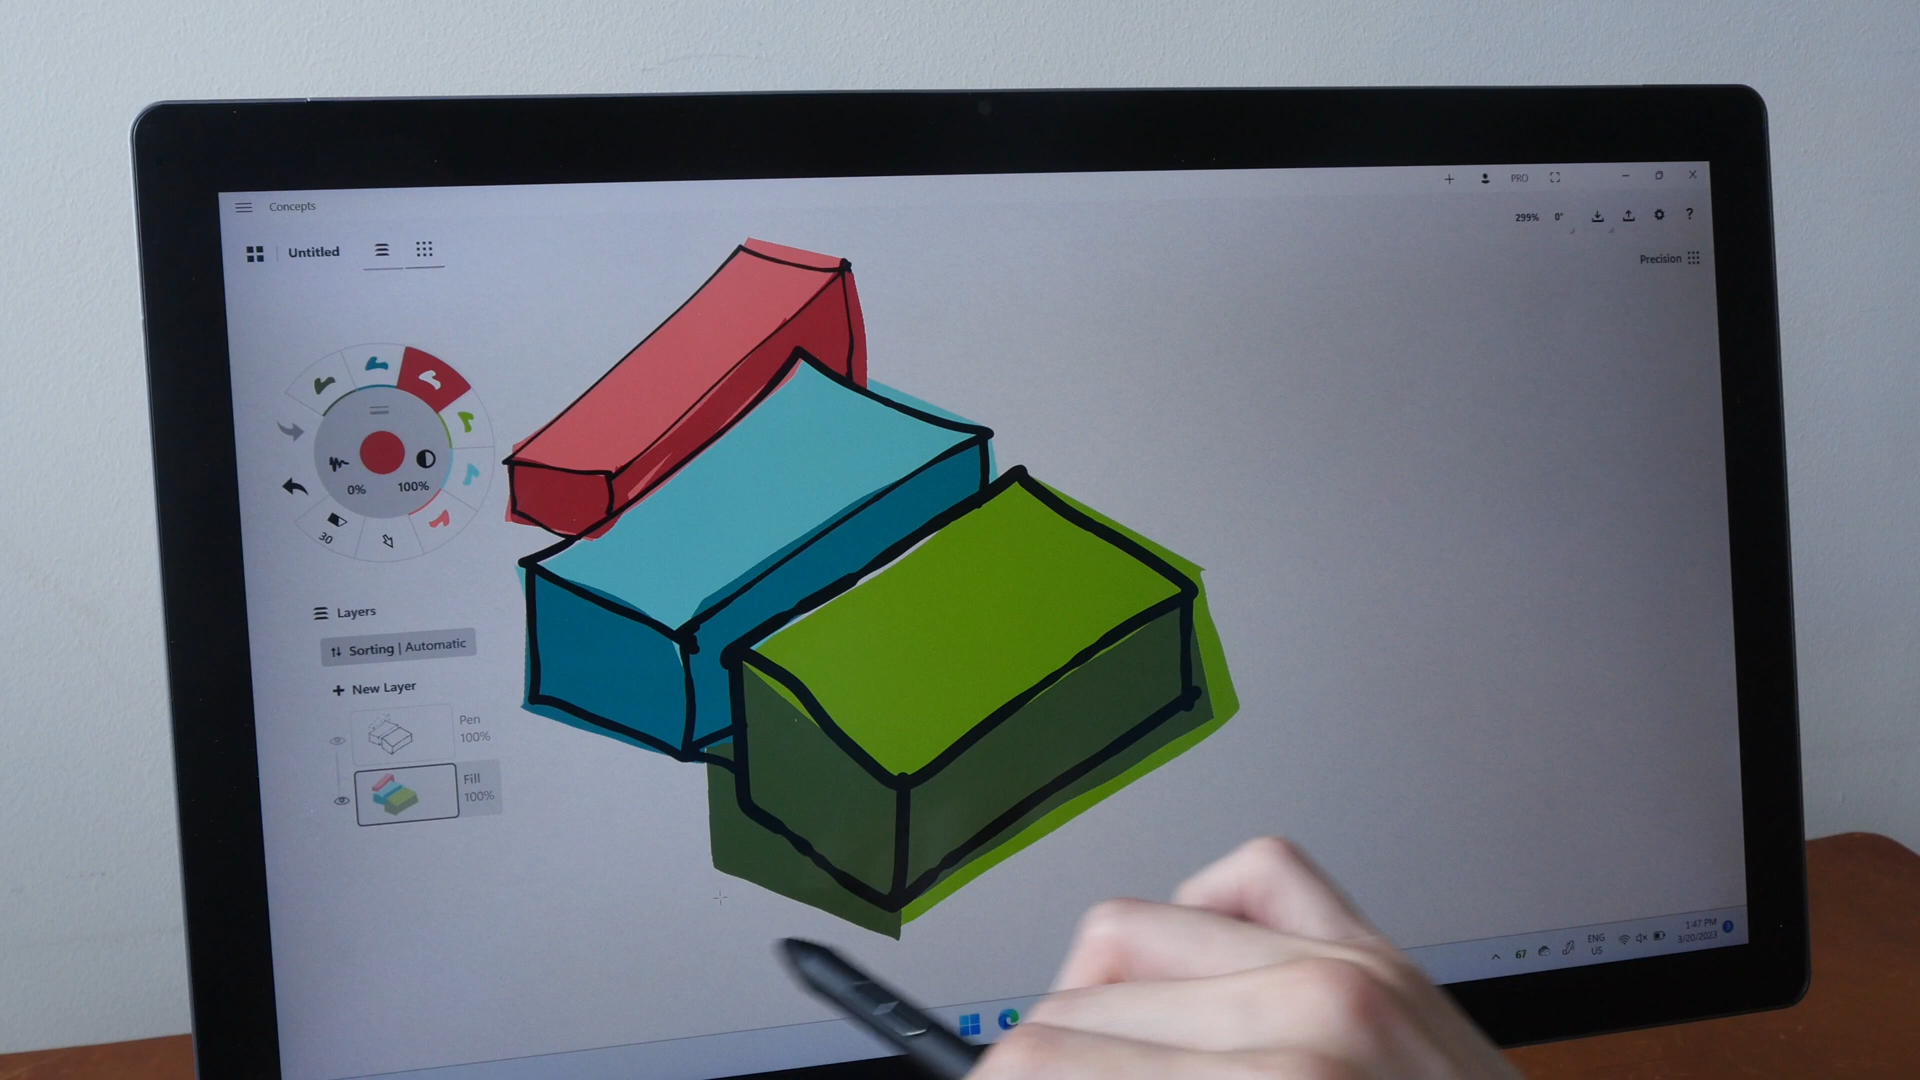 Concepts
PRO
Untitled
299% 0° ?
Precision
0% 100%
30
Layers
Sorting | Automatic
New Layer
Pen
100%
Fill
100%
67 ENG
US
1:47 PM
3/20/2023
3